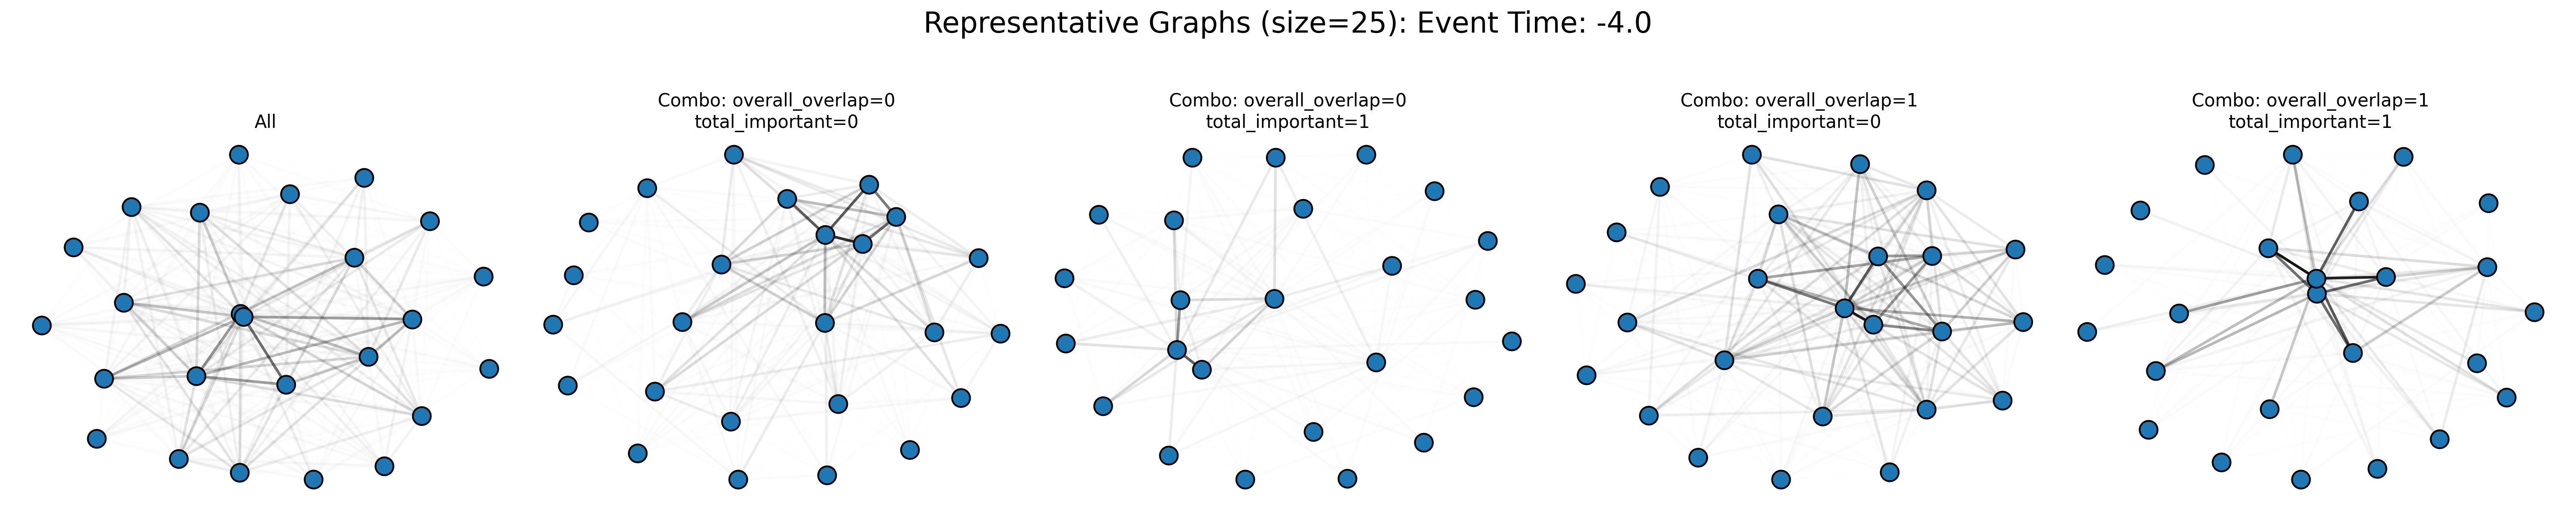 Representative Graphs (size=25): Event Time: -4.0
All
Combo: overall_overlap=0
total_important=0
Combo: overall_overlap=0
total_important=1
Combo: overall_overlap=1
total_important=0
Combo: overall_overlap=1
total_important=1